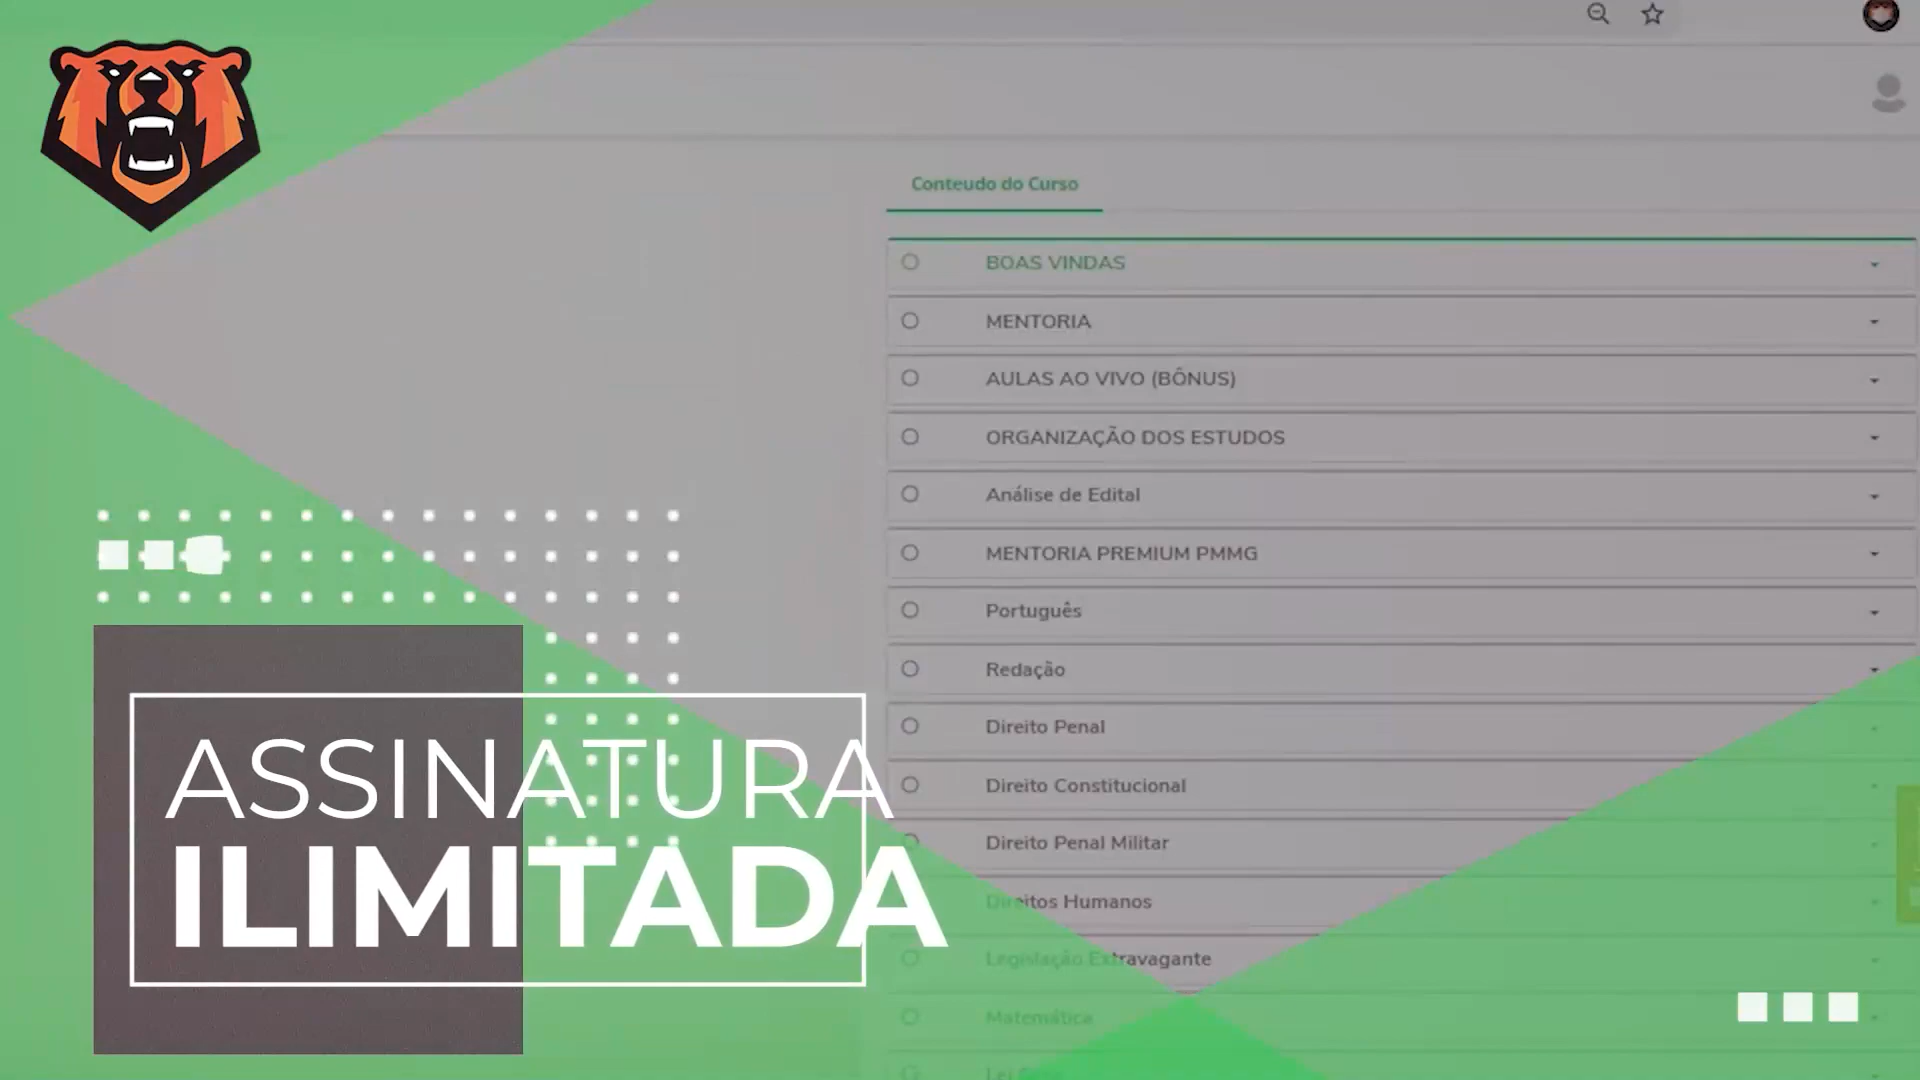 Conteudo do Curso
BOAS VINDAS
MENTORIA
AULAS AO VIVO (BÔNUS)
ORGANIZAÇÃO DOS ESTUDOS
Análise de Edital
MENTORIA PREMIUM PMMG
Português
Redação
Direito Penal
Direito Constitucional
Direito Penal Militar
Direitos Humanos
Legislação Extravagante
Matemática
ASSINATURA
ILIMITADA